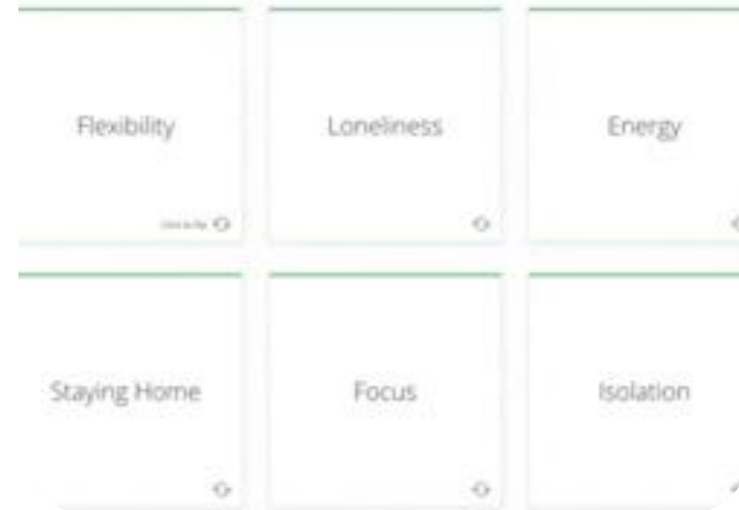 Flexibility
Loneliness
Energy
Staying Home
Focus
Isolation